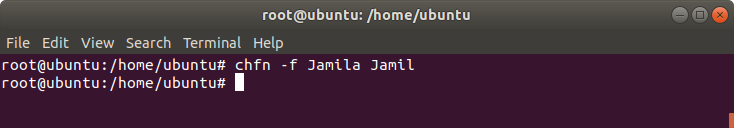 root@ubuntu: /home/ubuntu
File Edit View Search Terminal Help
root@ubuntu:/home/ubuntu# chfn -f Jamila Jamil
root@ubuntu:/home/ubuntu#